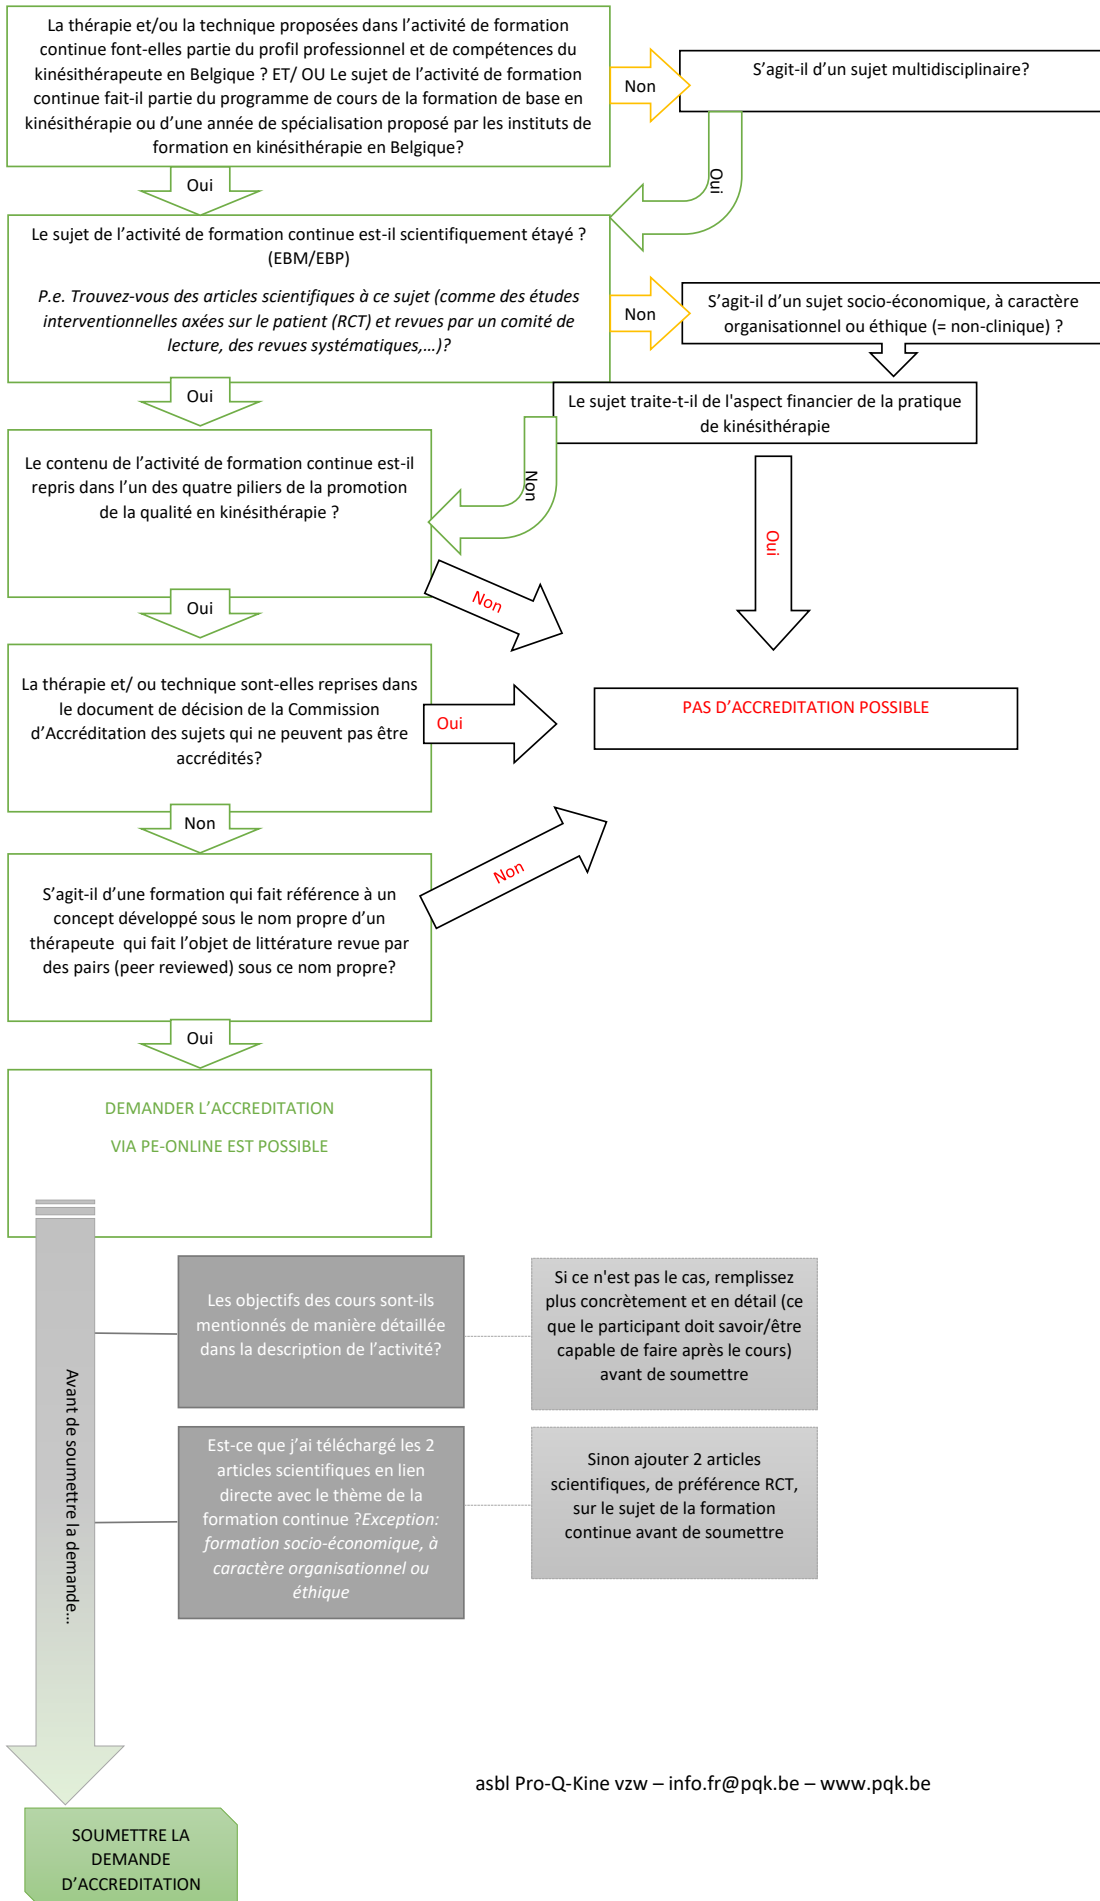 La thérapie et/ou la technique proposées dans l’activité de formation
continue font-elles partie du profil professionnel et de compétences du
kinésithérapeute en Belgique ? ET/ OU Le sujet de l’activité de formation
continue fait-il partie du programme de cours de la formation de base en
kinésithérapie ou d’une année de spécialisation proposé par les instituts de
formation en kinésithérapie en Belgique?
Non
S’agit-il d’un sujet multidisciplinaire?
Oui
Oui
Le sujet de l’activité de formation continue est-il scientifiquement étayé ?
(EBM/EBP)
P.e. Trouvez-vous des articles scientifiques à ce sujet (comme des études
interventionnelles axées sur le patient (RCT) et revues par un comité de
lecture, des revues systématiques,…)?
Non
S’agit-il d’un sujet socio-économique, à caractère
organisationnel ou éthique (= non-clinique) ?
Oui
Le sujet traite-t-il de l'aspect financier de la pratique
de kinésithérapie
Non
Oui
Le contenu de l’activité de formation continue est-il
repris dans l’un des quatre piliers de la promotion
de la qualité en kinésithérapie ?
Non
Oui
La thérapie et/ ou technique sont-elles reprises dans
le document de décision de la Commission
d’Accréditation des sujets qui ne peuvent pas être
accrédités?
Oui
PAS D’ACCREDITATION POSSIBLE
Non
S’agit-il d’une formation qui fait référence à un
concept développé sous le nom propre d’un
thérapeute qui fait l’objet de littérature revue par
des pairs (peer reviewed) sous ce nom propre?
Non
Oui
DEMANDER L’ACCREDITATION
VIA PE-ONLINE EST POSSIBLE
Avant de soumettre la demande…
Les objectifs des cours sont-ils
mentionnés de manière détaillée
dans la description de l’activité?
Si ce n'est pas le cas, remplissez
plus concrètement et en détail (ce
que le participant doit savoir/être
capable de faire après le cours)
avant de soumettre
Est-ce que j’ai téléchargé les 2
articles scientifiques en lien
directe avec le thème de la
formation continue ?Exception:
formation socio-économique, à
caractère organisationnel ou
éthique
Sinon ajouter 2 articles
scientifiques, de préférence RCT,
sur le sujet de la formation
continue avant de soumettre
asbl Pro-Q-Kine vzw – info.fr@pqk.be – www.pqk.be
SOUMETTRE LA
DEMANDE
D’ACCREDITATION